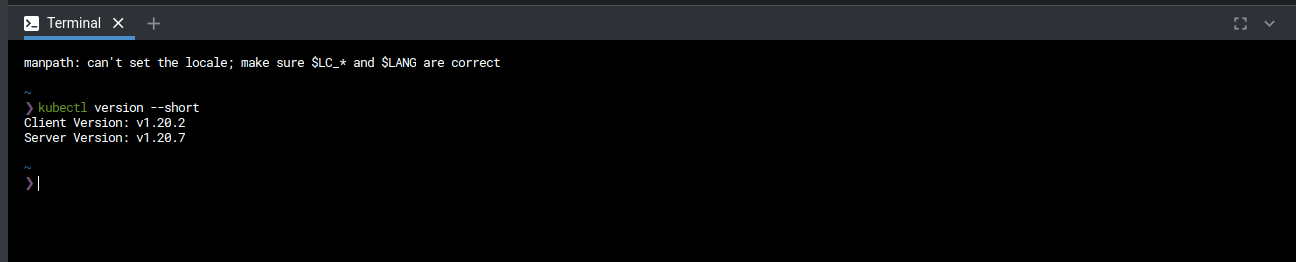 Terminal
manpath: can't set the locale; make sure $LC_* and $LANG are correct
~
❯ kubectl version --short
Client Version: v1.20.2
Server Version: v1.20.7
~
❯